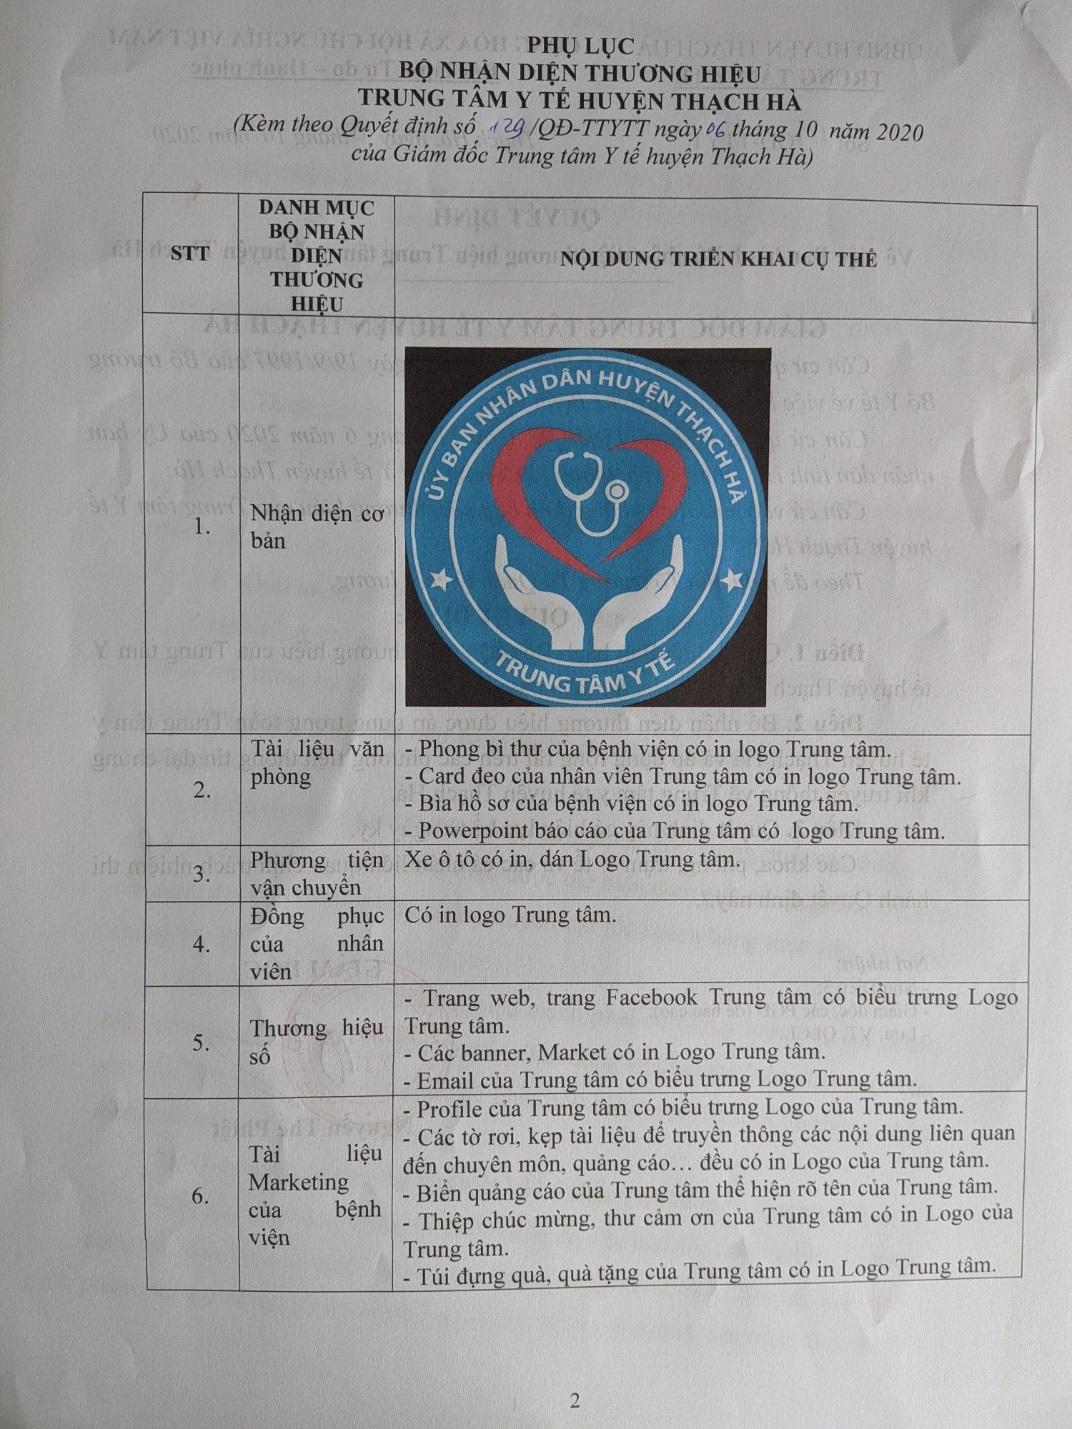 PHỤ LỤC
BỘ NHẬN DIỆN THƯƠNG HIỆU
TRUNG TÂM Y TẾ HUYỆN THẠCH HÀ
(Kèm theo Quyết định số 129/QĐ-TTYTT ngày 06 tháng 10 năm 2020
của Giám đốc Trung tâm Y tế huyện Thạch Hà)
STT
DANH MỤC
BỘ NHẬN
DIỆN
THƯƠNG
HIỆU
NỘI DUNG TRIỂN KHAI CỤ THỂ
1.
Nhận diện cơ
bản
ỦY BAN NHÂN DÂN HUYỆN THẠCH HÀ
TRUNG TÂM Y TẾ
2.
Tài liệu văn
phòng
- Phong bì thư của bệnh viện có in logo Trung tâm.
- Card đeo của nhân viên Trung tâm có in logo Trung tâm.
- Bìa hồ sơ của bệnh viện có in logo Trung tâm.
- Powerpoint báo cáo của Trung tâm có logo Trung tâm.
3.
Phương tiện
vận chuyển
Xe ô tô có in, dán Logo Trung tâm.
4.
Đồng phục
của nhân
viên
Có in logo Trung tâm.
5.
Thương hiệu
số
- Trang web, trang Facebook Trung tâm có biểu trưng Logo
Trung tâm.
- Các banner, Market có in Logo Trung tâm.
- Email của Trung tâm có biểu trưng Logo Trung tâm.
6.
Tài liệu
Marketing
của bệnh
viện
- Profile của Trung tâm có biểu trưng Logo của Trung tâm.
- Các tờ rơi, kẹp tài liệu để truyền thông các nội dung liên quan
đến chuyên môn, quảng cáo… đều có in Logo của Trung tâm.
- Biển quảng cáo của Trung tâm thể hiện rõ tên của Trung tâm.
- Thiệp chúc mừng, thư cảm ơn của Trung tâm có in Logo của
Trung tâm.
- Túi đựng quà, quà tặng của Trung tâm có in Logo Trung tâm.
2